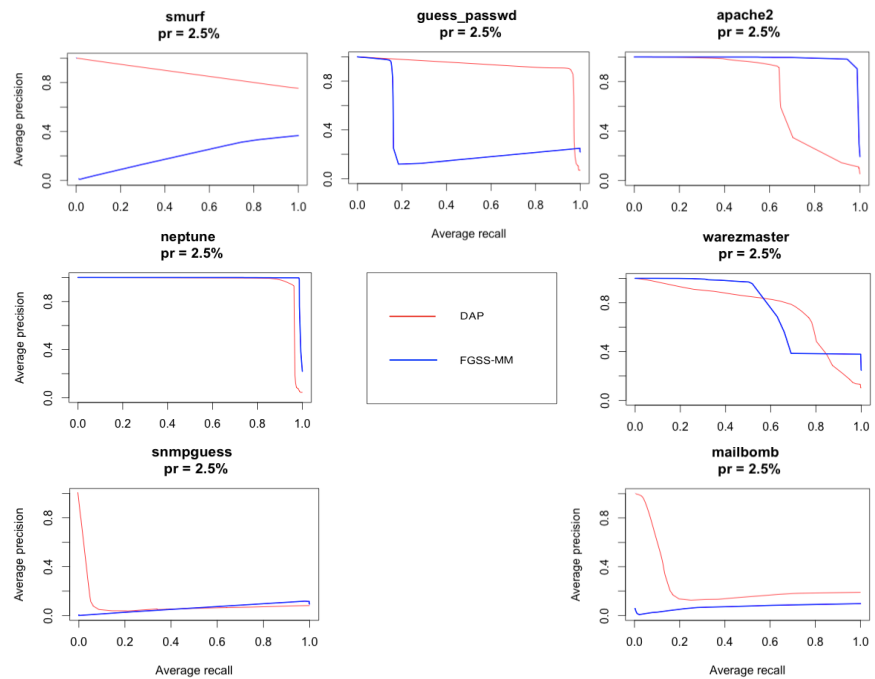 smurf
pr = 2.5%
guess_passwd
pr = 2.5%
apache2
pr = 2.5%
Average precision
0.0 0.4 0.8
0.0 0.2 0.4 0.6 0.8 1.0
0.0 0.4 0.8
0.0 0.2 0.4 0.6 0.8 1.0
Average recall
Average precision
0.0 0.4 0.8
0.0 0.2 0.4 0.6 0.8 1.0
neptune
pr = 2.5%
warezmaster
pr = 2.5%
Average precision
0.0 0.4 0.8
0.0 0.2 0.4 0.6 0.8 1.0
DAP
FGSS-MM
Average precision
0.0 0.4 0.8
0.0 0.2 0.4 0.6 0.8 1.0
snmpguess
pr = 2.5%
mailbomb
pr = 2.5%
Average precision
0.0 0.4 0.8
0.0 0.2 0.4 0.6 0.8 1.0
Average recall
Average precision
0.0 0.4 0.8
0.0 0.2 0.4 0.6 0.8 1.0
Average recall